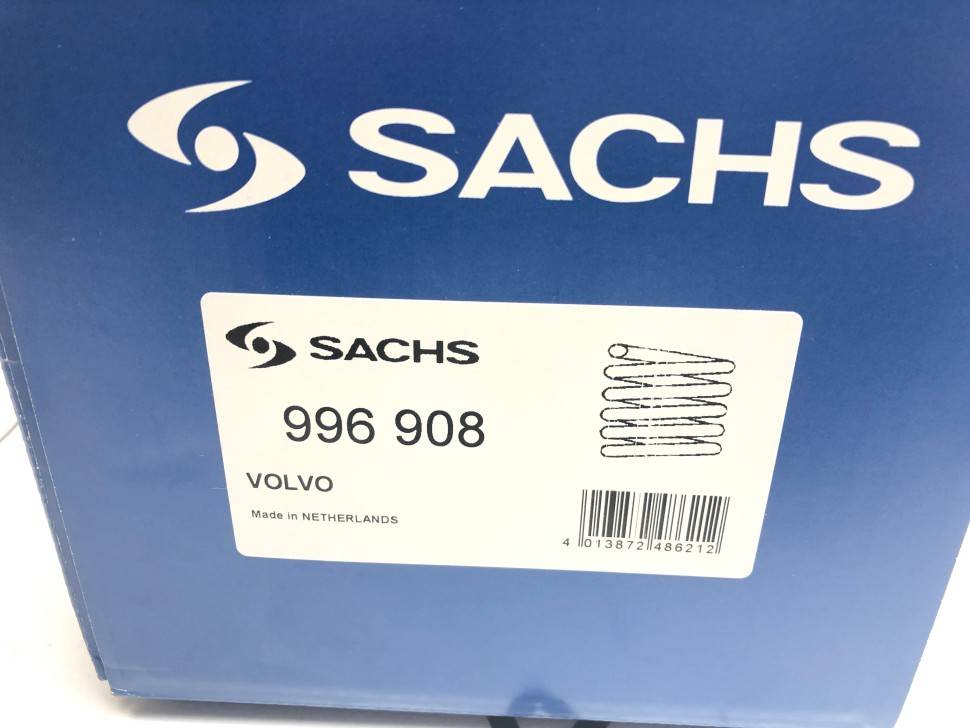 SACHS
SACHS
996 908
VOLVO
Made in NETHERLANDS
4 013872 486212